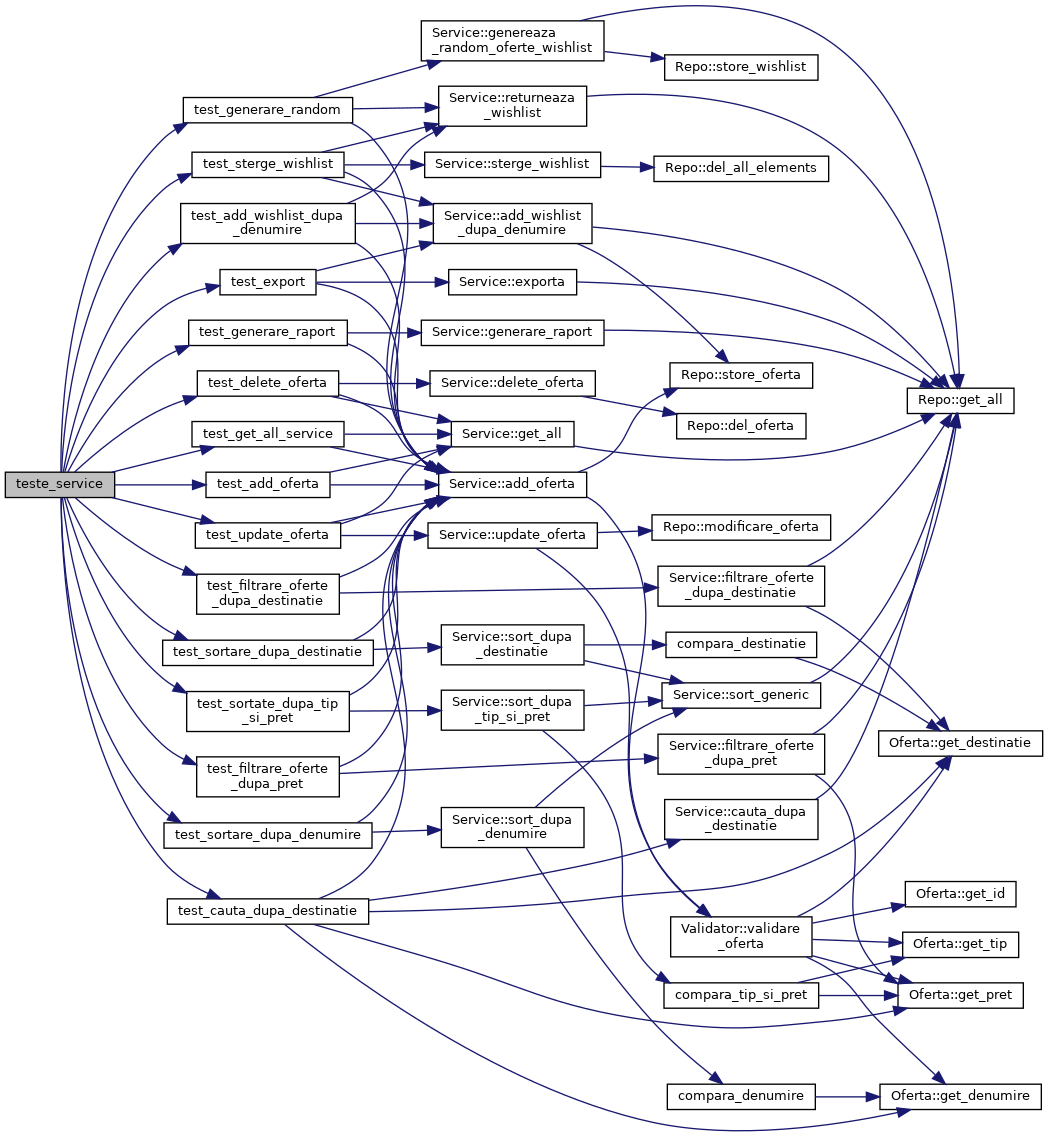 Service::genereaza
_random_oferte_wishlist
Repo::store_wishlist
test_generare_random
Service::returneaza
_wishlist
test_sterge_wishlist
Service::sterge_wishlist
Repo::del_all_elements
test_add_wishlist_dupa
_denumire
Service::add_wishlist
_dupa_denumire
test_export
Service::exporta
test_generare_raport
Service::generare_raport
Repo::store_oferta
test_delete_oferta
Service::delete_oferta
Repo::get_all
Repo::del_oferta
test_get_all_service
Service::get_all
teste_service
test_add_oferta
Service::add_oferta
test_update_oferta
Service::update_oferta
Repo::modificare_oferta
test_filtrare_oferte
_dupa_destinatie
Service::filtrare_oferte
_dupa_destinatie
test_sortare_dupa_destinatie
Service::sort_dupa
_destinatie
compara_destinatie
test_sortate_dupa_tip
_si_pret
Service::sort_dupa
_tip_si_pret
Service::sort_generic
Oferta::get_destinatie
test_filtrare_oferte
_dupa_pret
Service::filtrare_oferte
_dupa_pret
test_sortare_dupa_denumire
Service::sort_dupa
_denumire
Service::cauta_dupa
_destinatie
test_cauta_dupa_destinatie
Oferta::get_id
Validator::validare
_oferta
Oferta::get_tip
compara_tip_si_pret
Oferta::get_pret
compara_denumire
Oferta::get_denumire